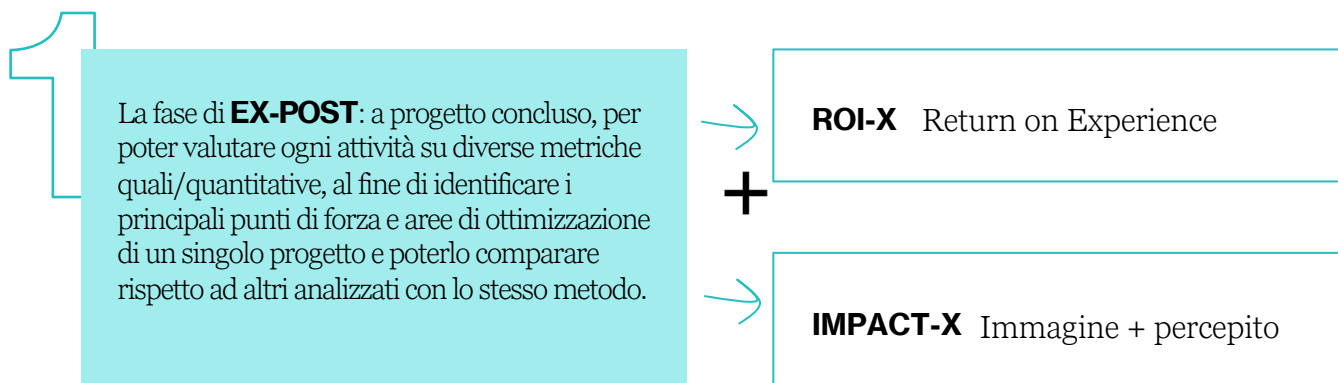 1
La fase di EX-POST: a progetto concluso, per
poter valutare ogni attività su diverse metriche
quali/quantitative, al fine di identificare i
principali punti di forza e aree di ottimizzazione
di un singolo progetto e poterlo comparare
rispetto ad altri analizzati con lo stesso metodo.
ROI-X Return on Experience
+
IMPACT-X Immagine + percepito